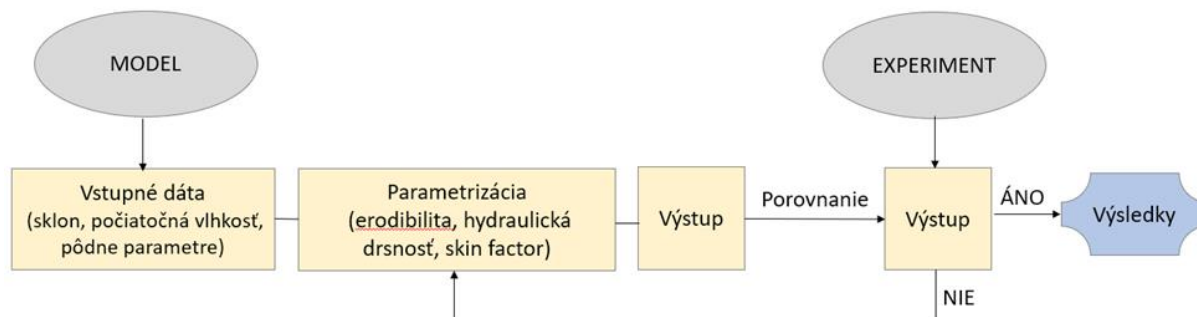 MODEL
EXPERIMENT
Vstupné dáta
(sklon, počiatočná vlhkosť,
pôdne parametre)
Parametrizácia
(erodibilita, hydraulická
drsnosť, skin factor)
Výstup
Porovnanie
Výstup
ÁNO
Výsledky
NIE